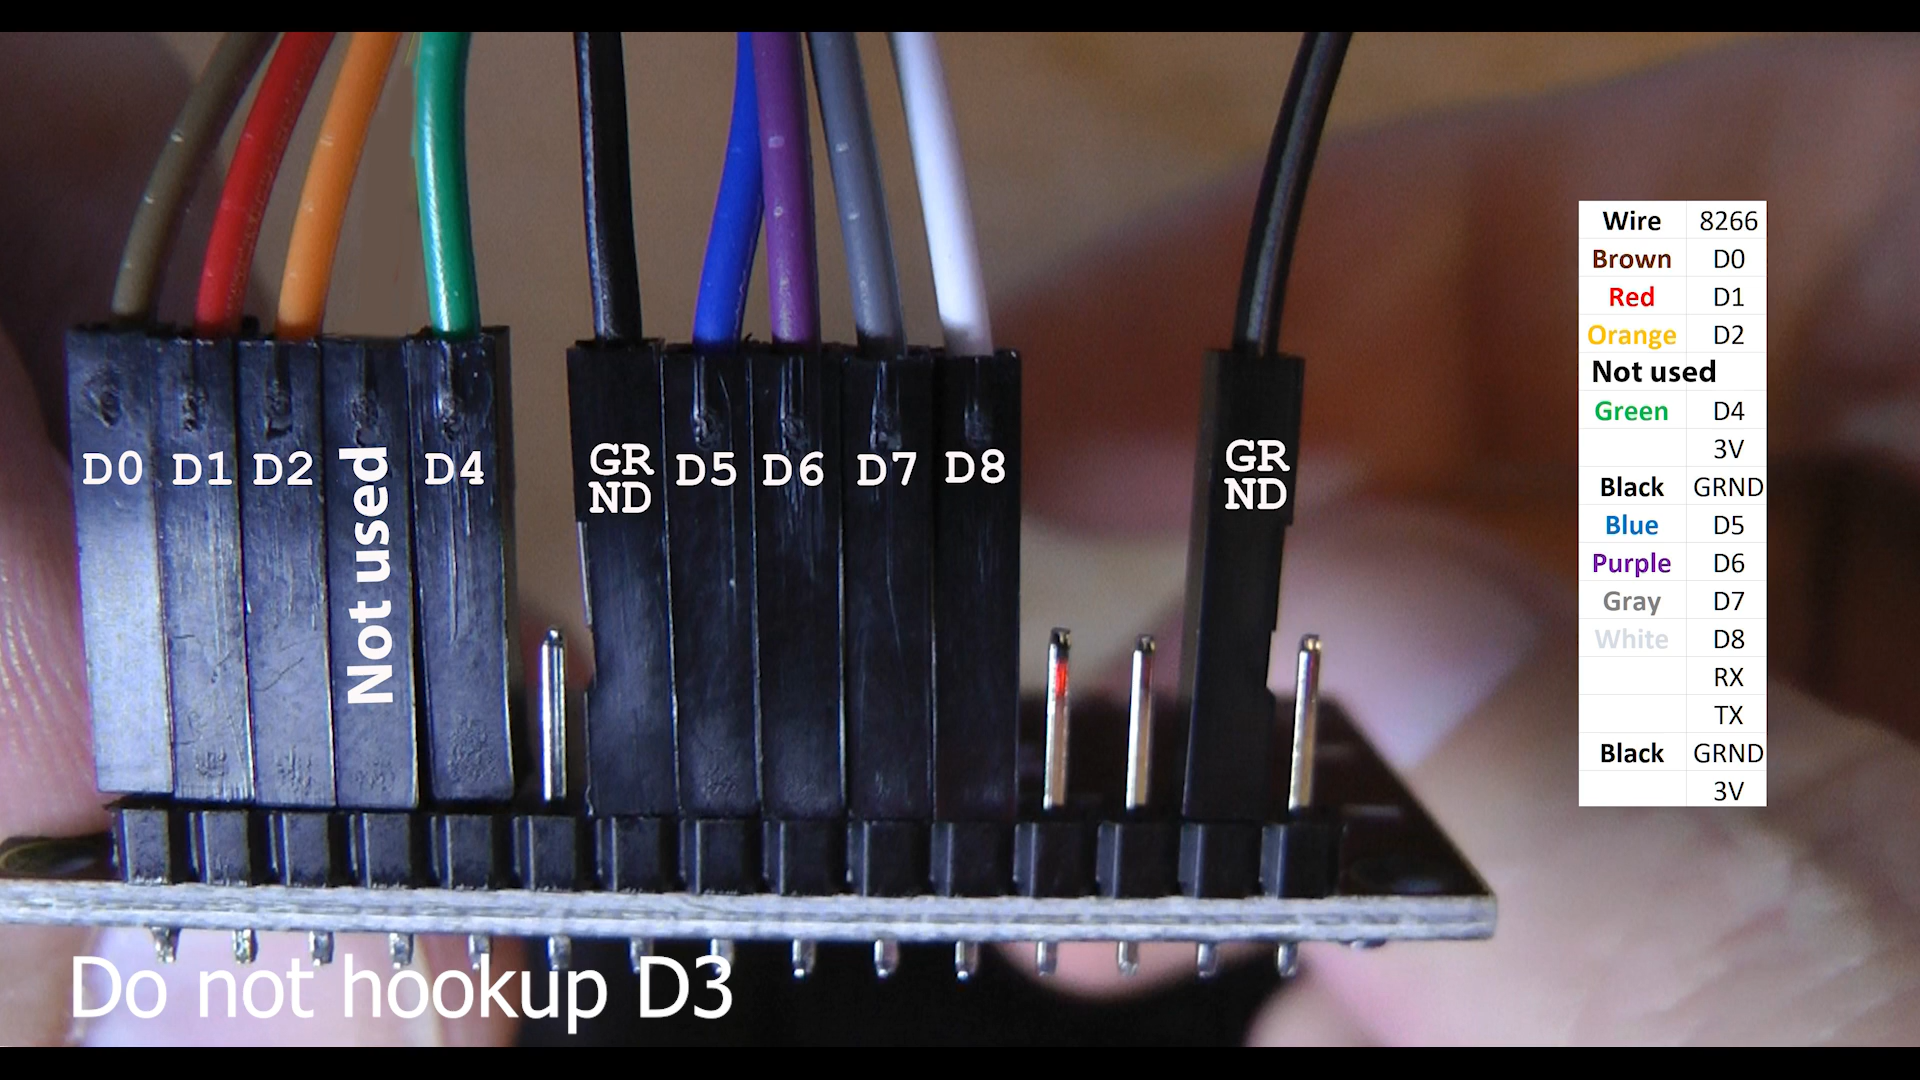 D0 D1 D2 Not used D4 GR D5 D6 D7 D8 GR
ND ND
Wire 8266
Brown D0
Red D1
Orange D2
Not used
Green D4
3V
Black GRND
Blue D5
Purple D6
Gray D7
White D8
RX
TX
Black GRND
3V
Do not hookup D3